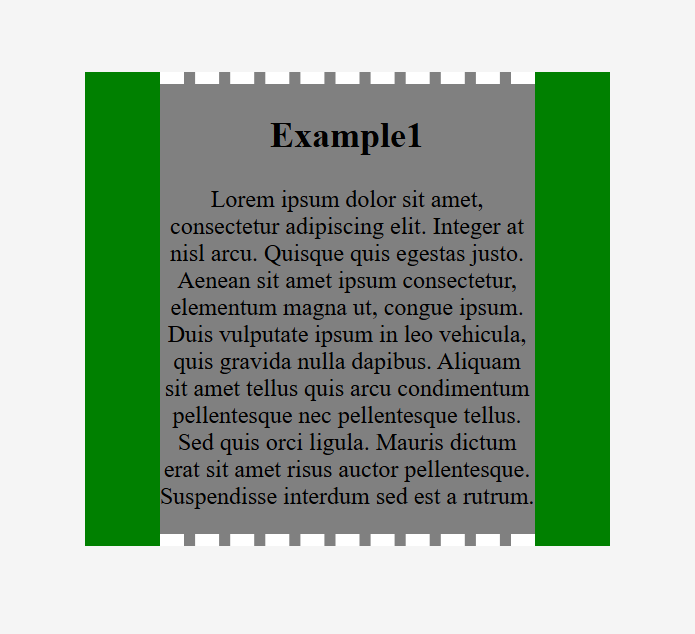 Example1
Lorem ipsum dolor sit amet,
consectetur adipiscing elit. Integer at
nisl arcu. Quisque quis egestas justo.
Aenean sit amet ipsum consectetur,
elementum magna ut, congue ipsum.
Duis vulputate ipsum in leo vehicula,
quis gravida nulla dapibus. Aliquam
sit amet tellus quis arcu condimentum
pellentesque nec pellentesque tellus.
Sed quis orci ligula. Mauris dictum
erat sit amet risus auctor pellentesque.
Suspendisse interdum sed est a rutrum.